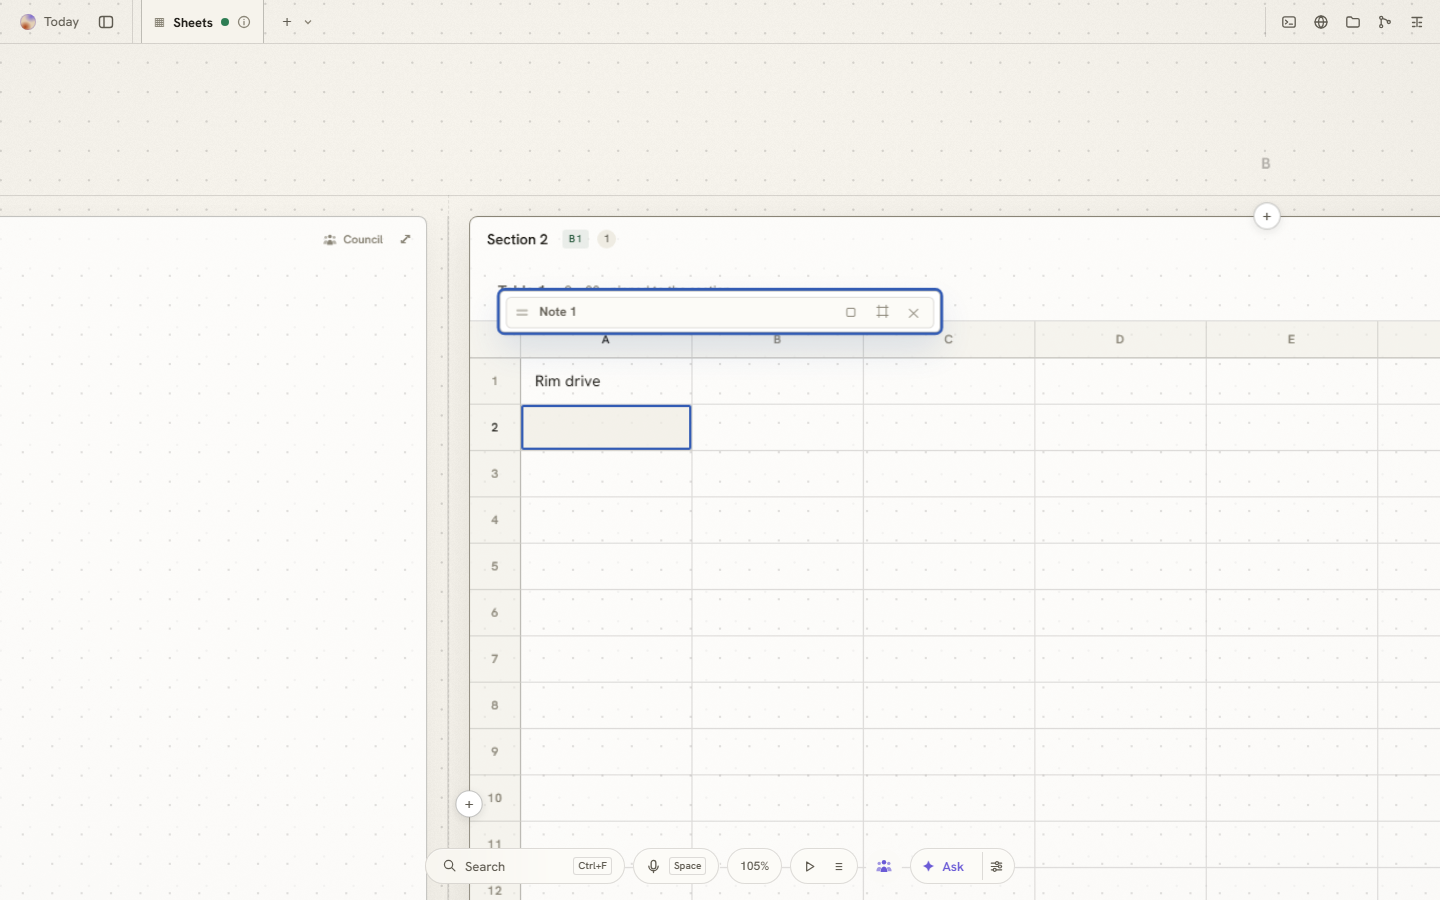 Today
Sheets
B
Council
Section 2 B1 1
Note 1
A B C D E
1 Rim drive
2
3
4
5
6
7
8
9
10
11
12
Search Ctrl+F Space 105% Ask